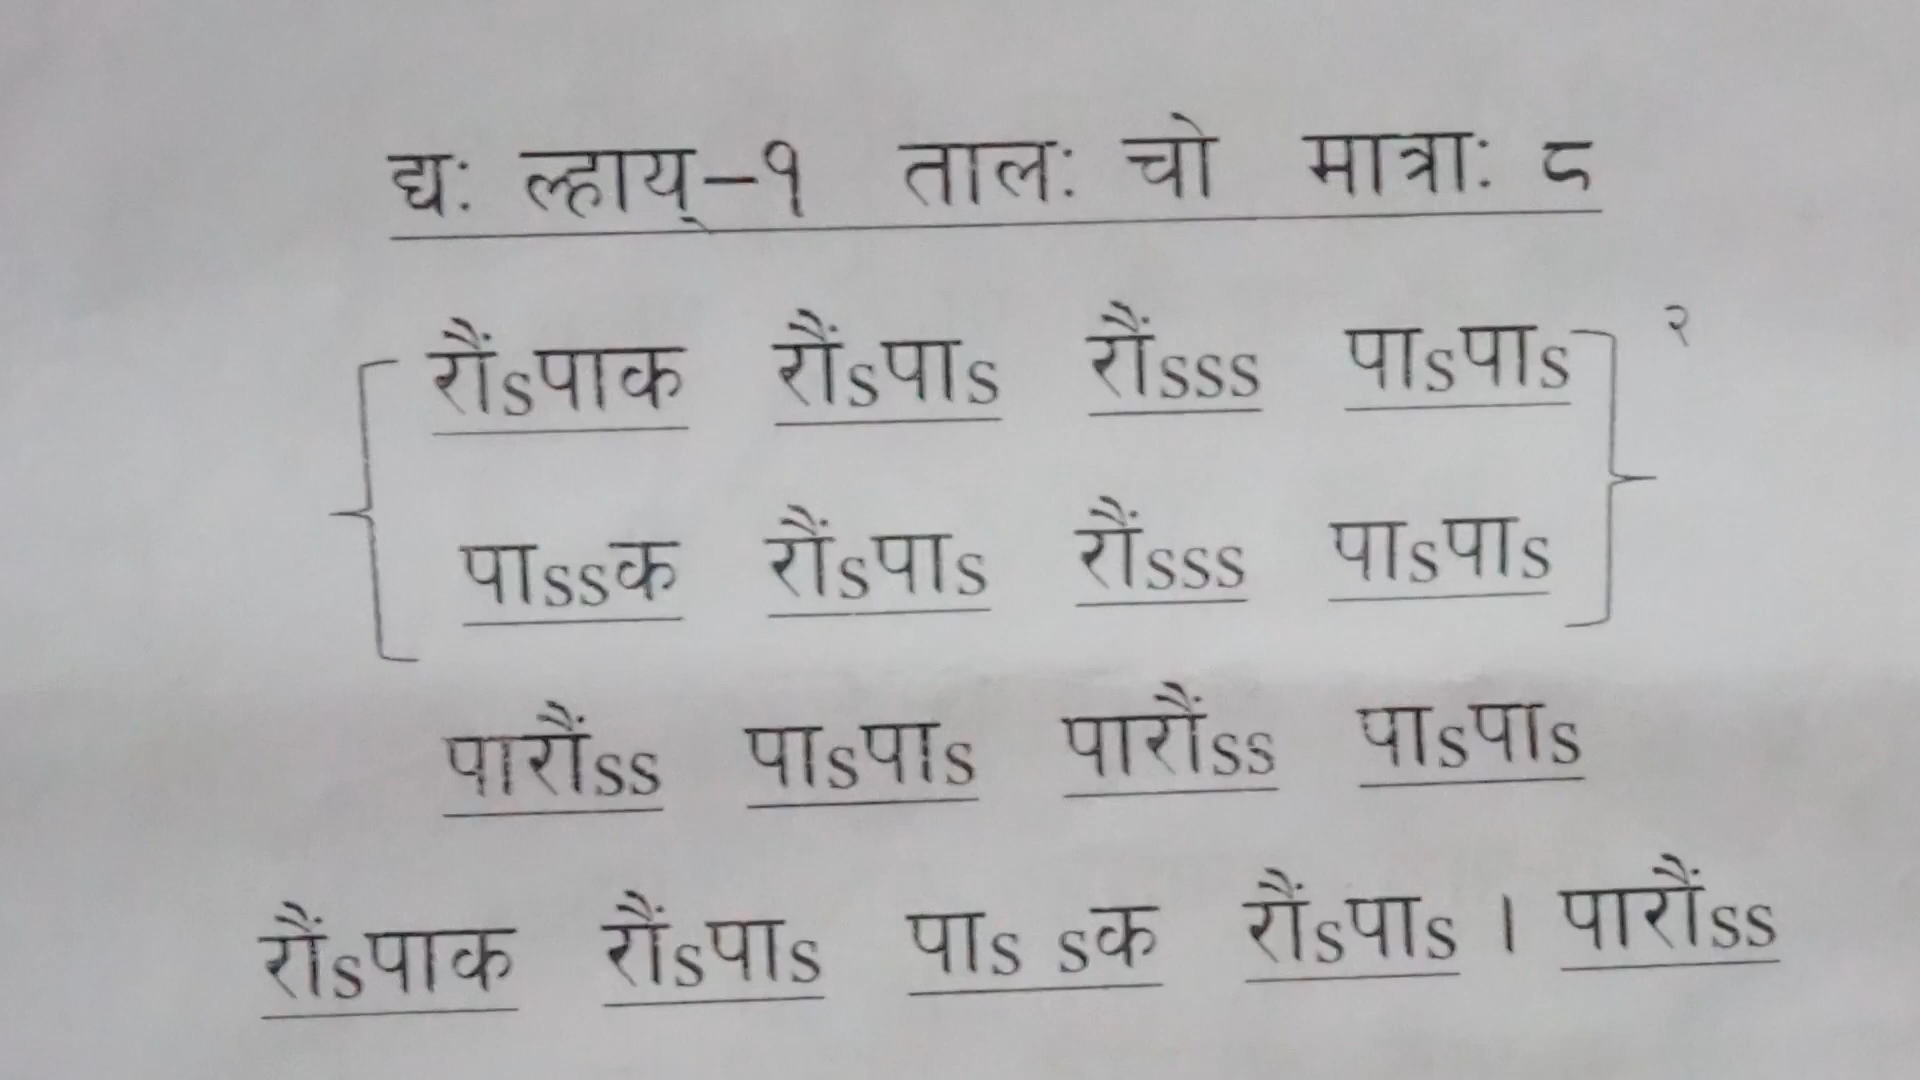 द्यः ल्हाय्-१ तालः चो मात्राः ८
रौंsपाक रौंsपाs रौंsss पाsपाs २
पाssक रौंsपाs रौंsss पाsपाs
पारौंss पाsपाs पारौंss पाsपाs
रौंsपाक रौंsपाs पाs sक रौंsपाs । पारौंss